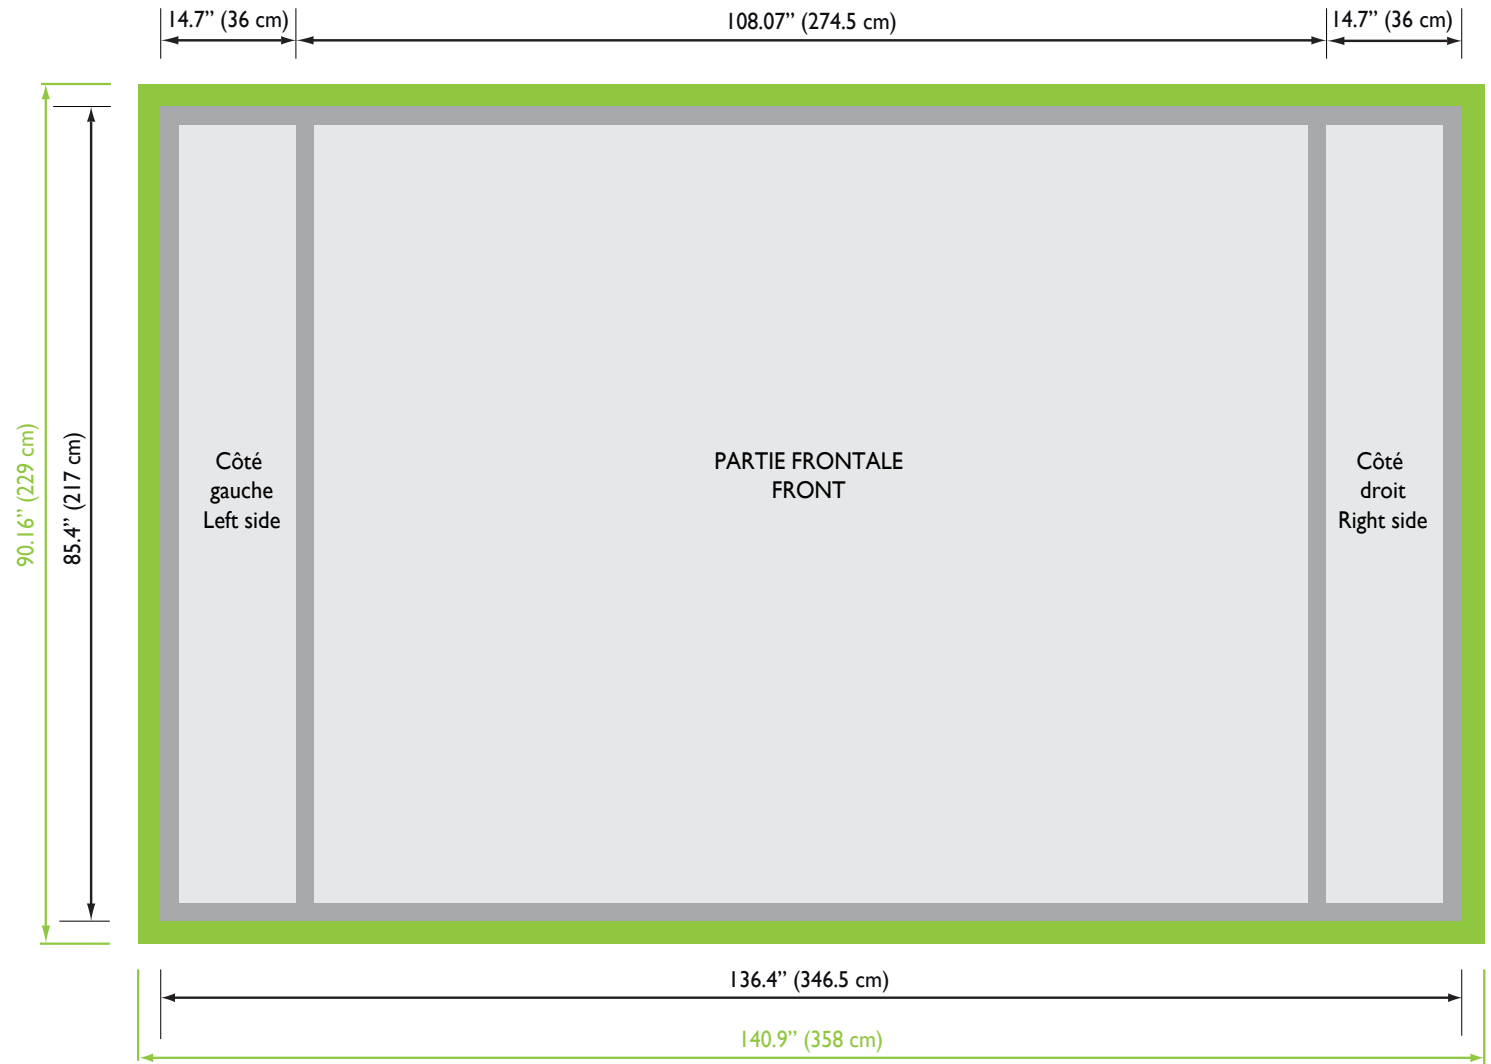 14.7” (36 cm)
108.07” (274.5 cm)
14.7” (36 cm)
90.16” (229 cm)
85.4” (217 cm)
Côté
gauche
Left side
PARTIE FRONTALE
FRONT
Côté
droit
Right side
136.4” (346.5 cm)
140.9” (358 cm)